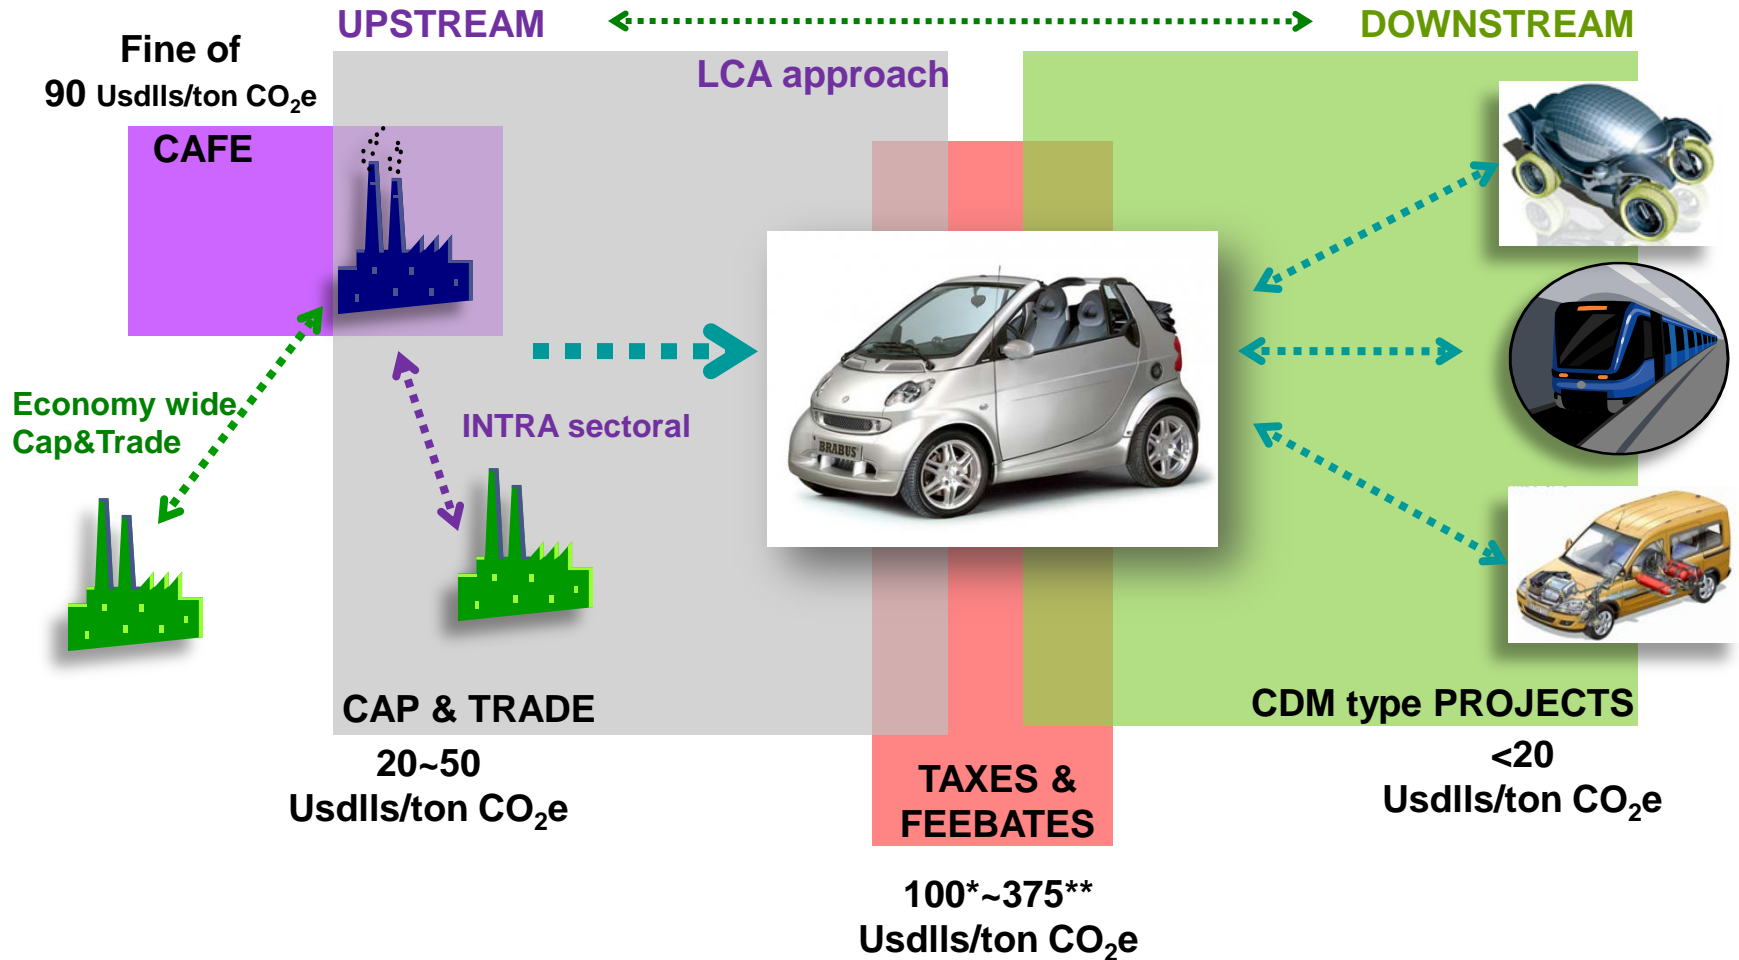 UPSTREAM
DOWNSTREAM
Fine of
90 Usdlls/ton CO₂e
LCA approach
CAFE
Economy wide
Cap&Trade
INTRA sectoral
BRABUS
CAP & TRADE
20~50
Usdlls/ton CO₂e
TAXES &
FEEBATES
100*~375**
Usdlls/ton CO₂e
CDM type PROJECTS
<20
Usdlls/ton CO₂e